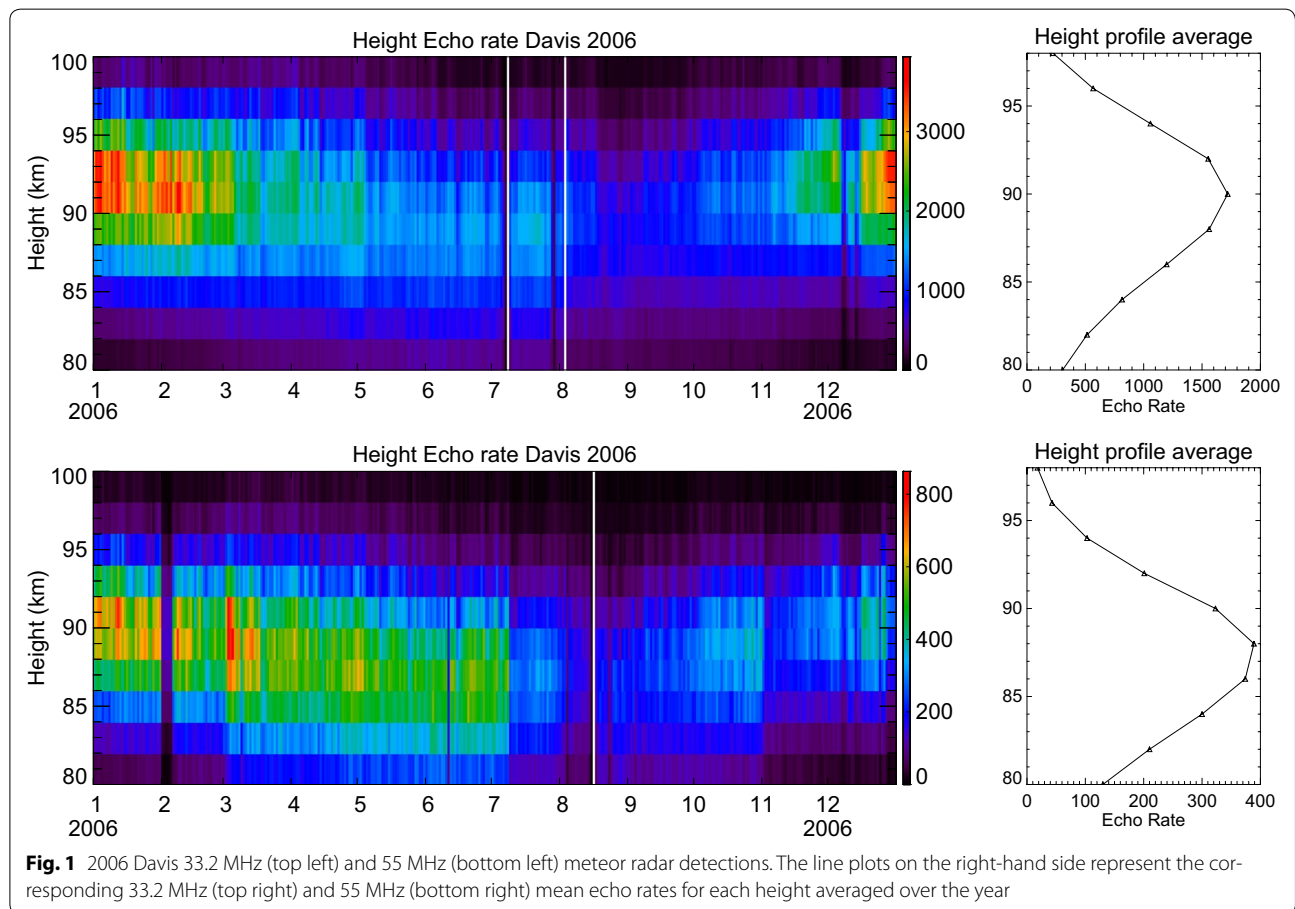 Height Echo rate Davis 2006
Height (km)
100
95
90
85
80
1 2 3 4 5 6 7 8 9 10 11 12
2006 2006
3000
2000
1000
0
Height profile average
95
90
85
80
0 500 1000 1500 2000
Echo Rate
Height Echo rate Davis 2006
Height (km)
100
95
90
85
80
1 2 3 4 5 6 7 8 9 10 11 12
2006 2006
800
600
400
200
0
Height profile average
95
90
85
80
0 100 200 300 400
Echo Rate
Fig. 1 2006 Davis 33.2 MHz (top left) and 55 MHz (bottom left) meteor radar detections. The line plots on the right-hand side represent the cor-
responding 33.2 MHz (top right) and 55 MHz (bottom right) mean echo rates for each height averaged over the year